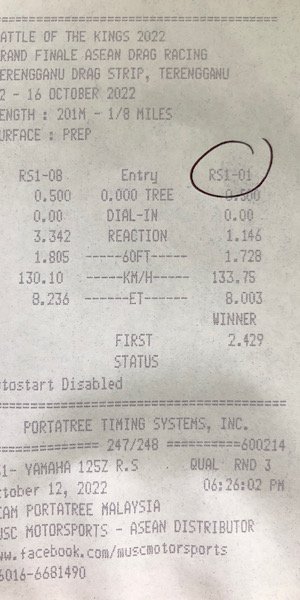 ===================================
ATTLE OF THE KINGS 2022
RAND FINALE ASEAN DRAG RACING
ERENGGANU DRAG STRIP, TERENGGANU
2 - 16 OCTOBER 2022
ENGTH : 201M - 1/8 MILES
URFACE : PREP
RS1-08 Entry RS1-01
0.500 0.000 TREE 0.500
0.00 DIAL-IN 0.00
3.342 REACTION 1.146
1.805 -----60FT----- 1.728
130.10 ------KM/H----- 133.75
8.236 -------ET------ 8.003
WINNER
FIRST 2.429
STATUS
tostart Disabled
===================================
PORTATREE TIMING SYSTEMS, INC.
============= 247/248 ==========600214
S1- YAMAHA 125Z R.S QUAL RND 3
ctober 12, 2022 06:26:02 PM
EAM PORTATREE MALAYSIA
USC MOTORSPORTS - ASEAN DISTRIBUTOR
ww.facebook.com/muscmotorsports
6016-6681490